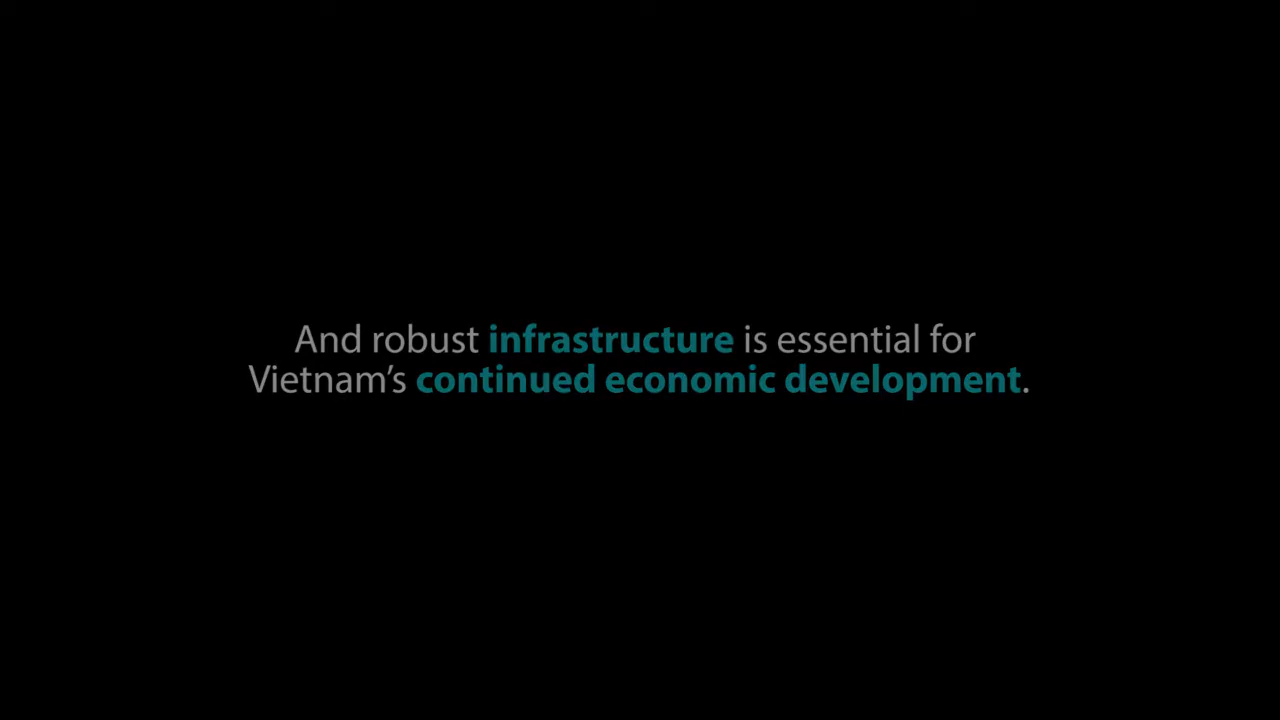 And robust infrastructure is essential for
Vietnam’s continued economic development.